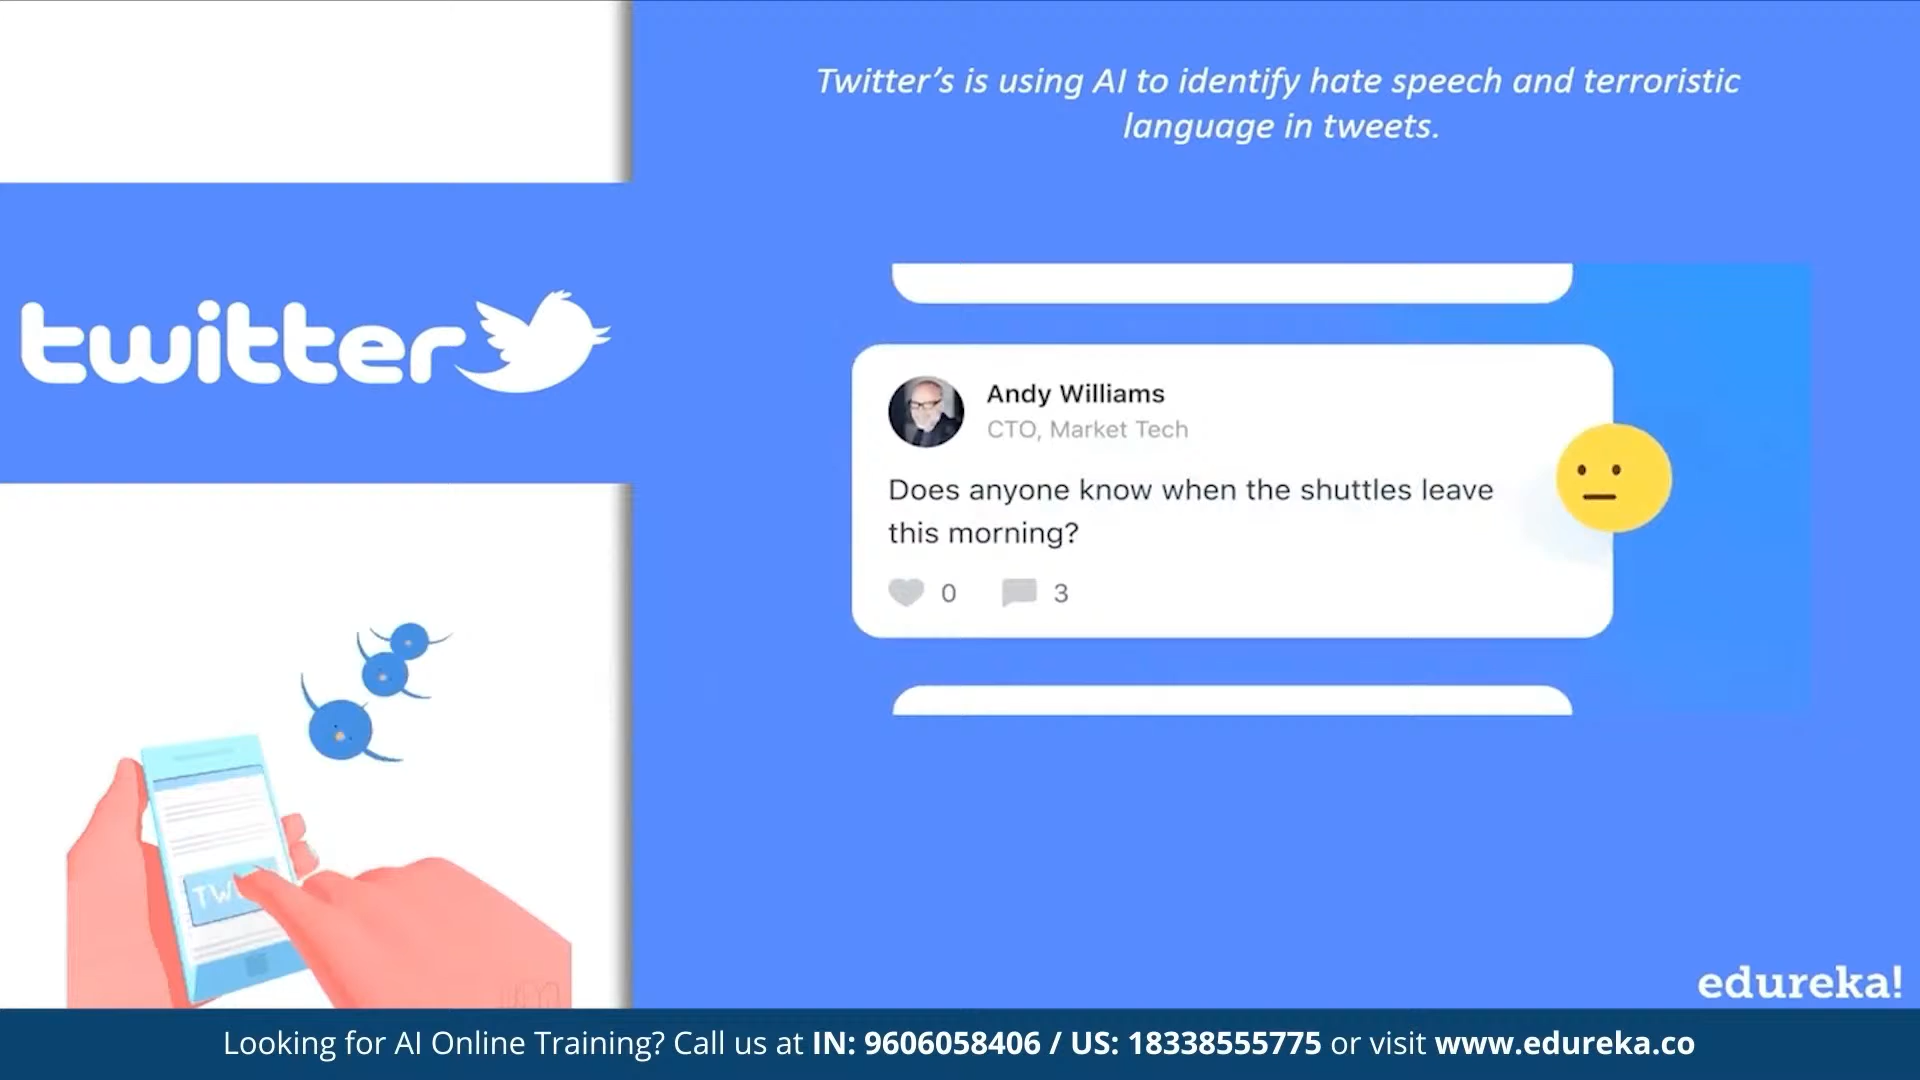 Twitter’s is using AI to identify hate speech and terroristic
language in tweets.
twitter
Andy Williams
CTO, Market Tech
Does anyone know when the shuttles leave
this morning?
0 3
TW
edureka!
Looking for AI Online Training? Call us at IN: 9606058406 / US: 18338555775 or visit www.edureka.co